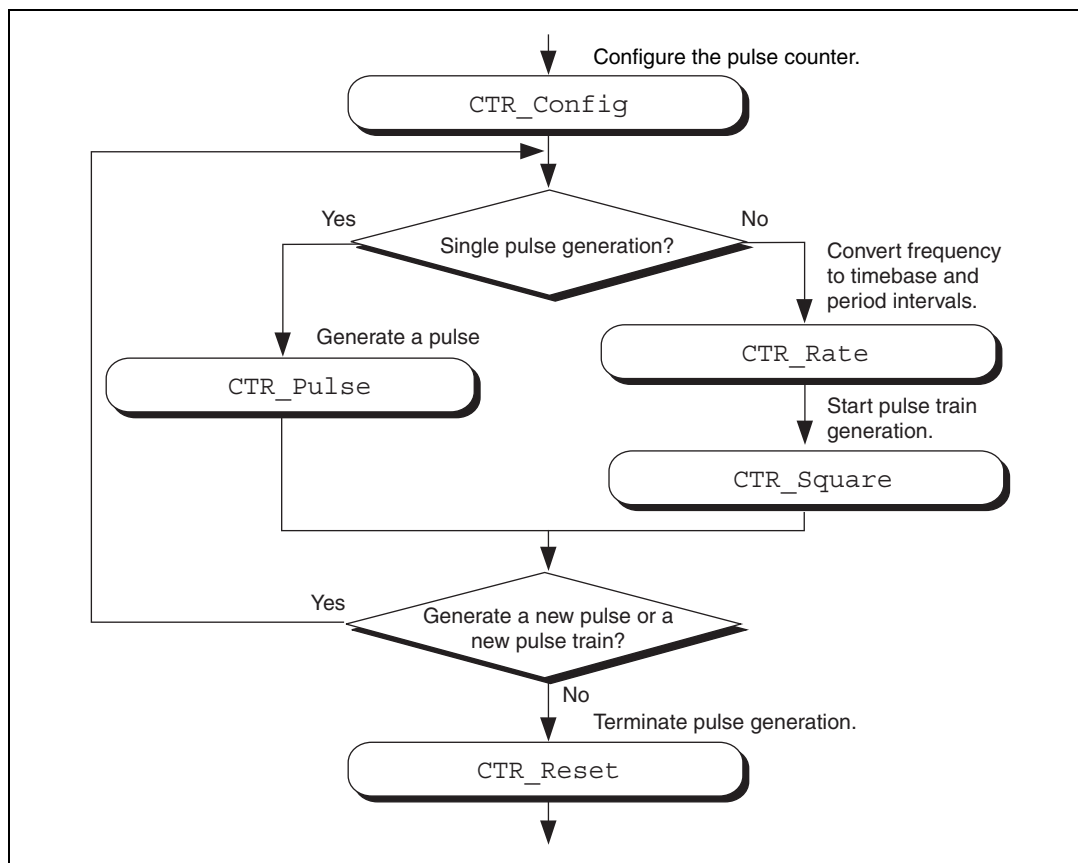 Configure the pulse counter.
CTR_Config
Yes
No
Single pulse generation?
Convert frequency
to timebase and
period intervals.
Generate a pulse
CTR_Rate
CTR_Pulse
Start pulse train
generation.
CTR_Square
Yes
Generate a new pulse or a
new pulse train?
No
Terminate pulse generation.
CTR_Reset